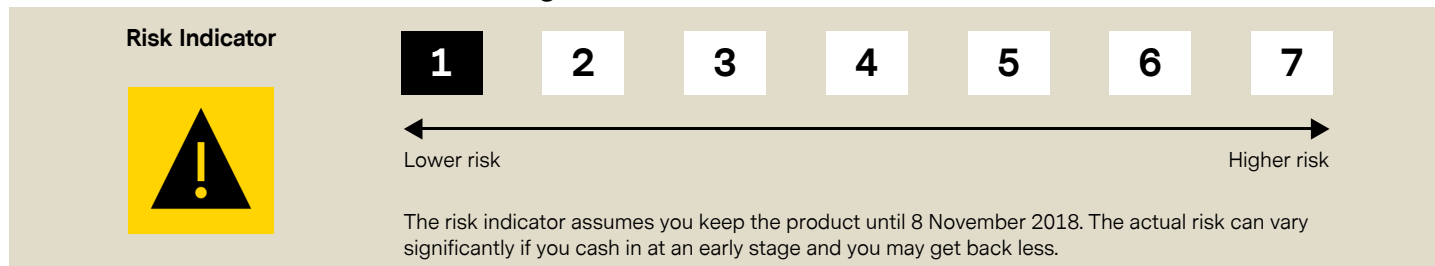 Risk Indicator
1 2 3 4 5 6 7
Lower risk Higher risk
The risk indicator assumes you keep the product until 8 November 2018. The actual risk can vary
significantly if you cash in at an early stage and you may get back less.